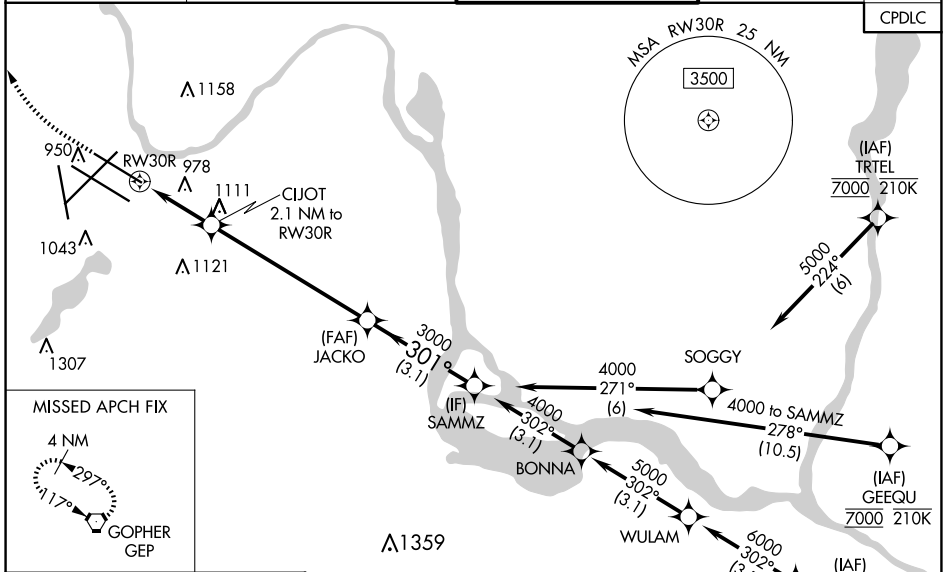 CPDLC
MSA RW30R 25 NM
3500
1158
950
RW30R
978
1111
CIJOT
2.1 NM to
RW30R
1043
1121
1307
(IAF)
TRTEL
7000 210K
5000
224°
(6)
(FAF)
JACKO
3000
301°
(3.1)
SOGGY
4000
271°
(6)
(IF)
SAMMZ
4000 to SAMMZ
278°
(10.5)
4000
302°
(3.1)
BONNA
(IAF)
GEEQU
7000 210K
5000
302°
(3.1)
WULAM
6000
302°
(IAF)
1359
MISSED APCH FIX
4 NM
297°
117°
GOPHER
GEP